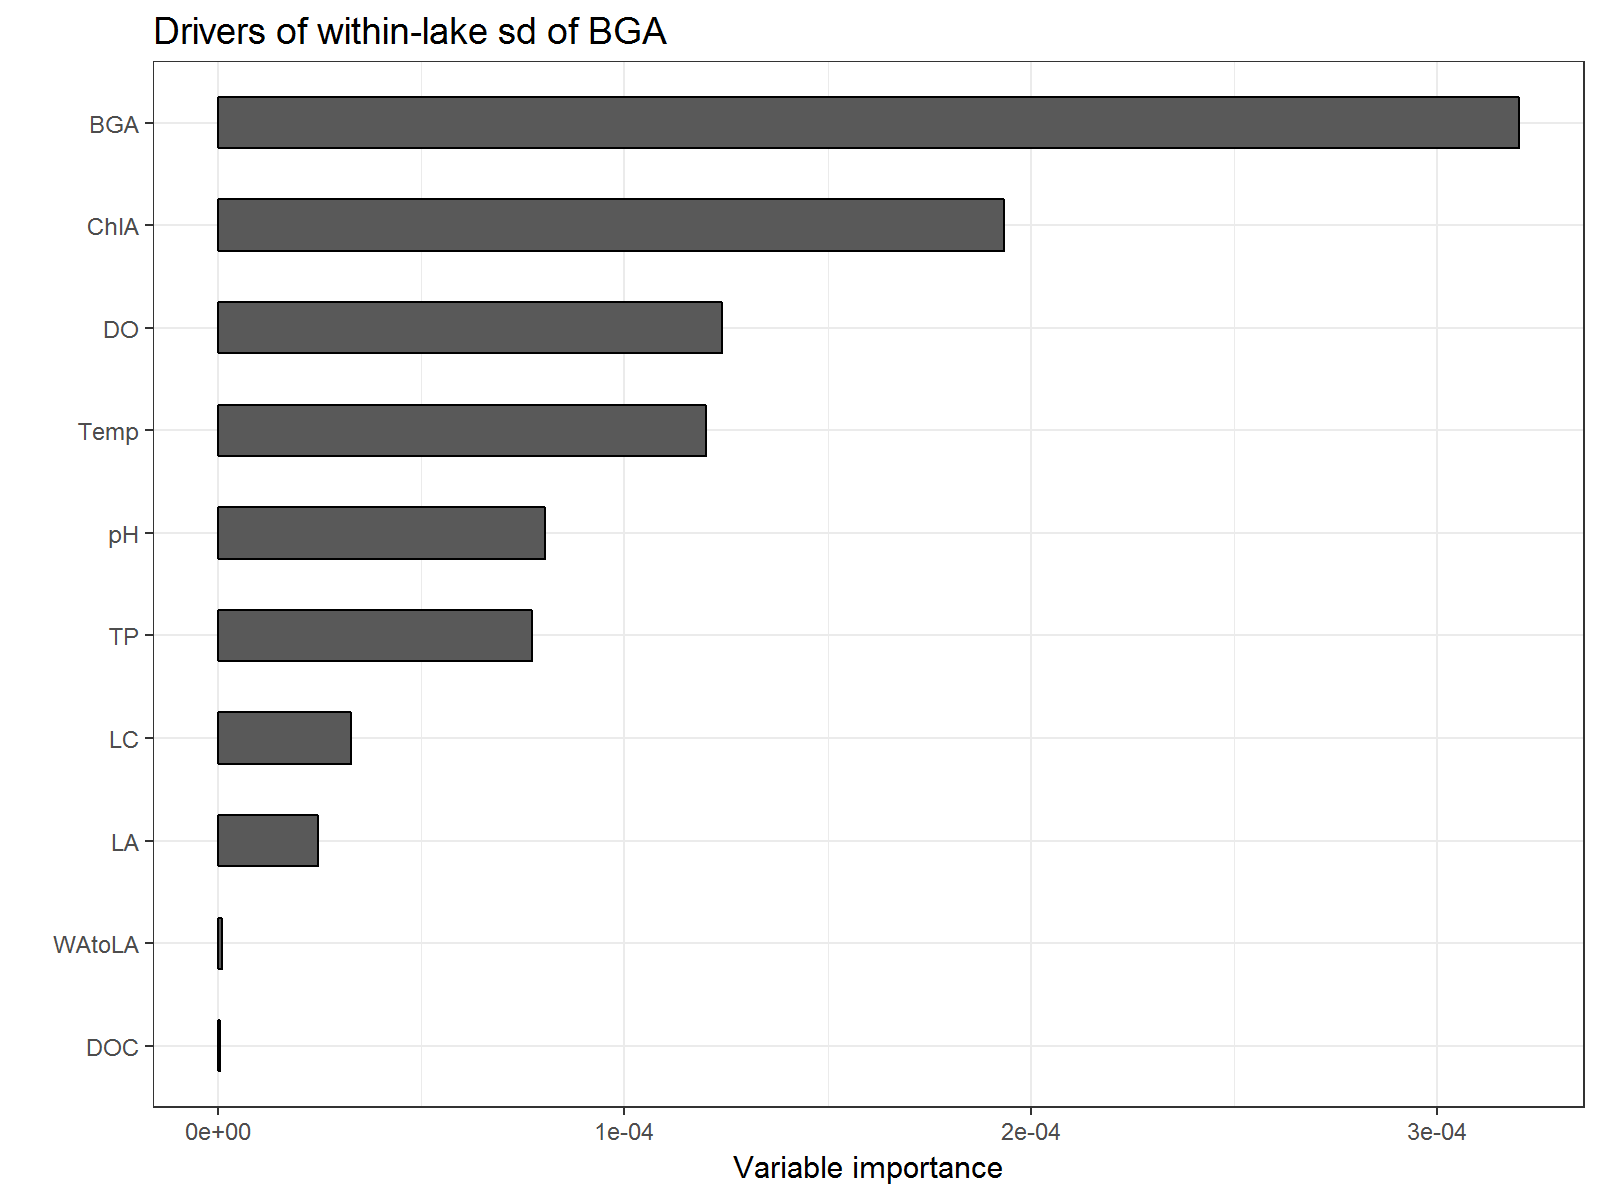 Drivers of within-lake sd of BGA
BGA
ChlA
DO
Temp
pH
TP
LC
LA
WAtoLA
DOC
0e+00 1e-04 2e-04 3e-04
Variable importance